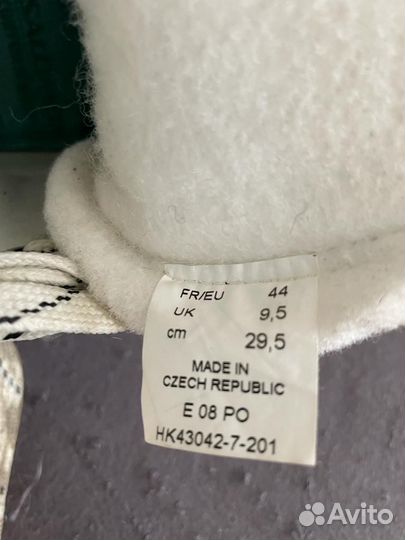 FR/EU 44
UK 9,5
cm 29,5
MADE IN
CZECH REPUBLIC
E 08 PO
HK43042-7-201
Avito